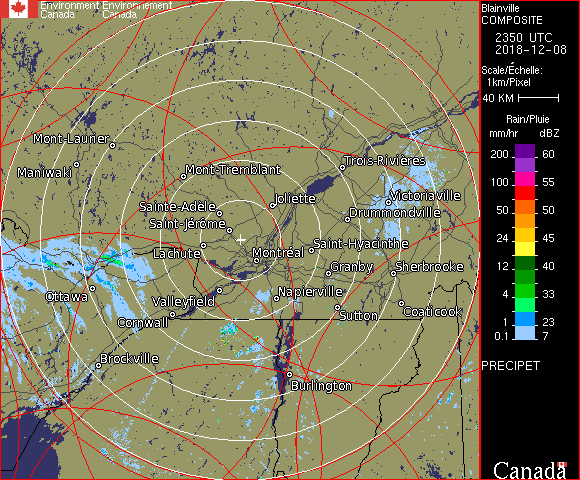 Environment Environnement
Canada Canada
Blainville
COMPOSITE
2350 UTC
2018-12-08
Scale/Échelle:
1km/Pixel
40 KM
Rain/Pluie
mm/hr dBZ
200 60
100 55
50 50
24 45
12 40
4 33
1 23
0.1 7
PRECIPET
Canada
Mont-Laurier
Maniwaki
Mont-Tremblant
Trois-Rivières
Joliette
Victoriaville
Sainte-Adèle
Drummondville
Saint-Jérôme
Lachute
Montréal
Saint-Hyacinthe
Granby
Sherbrooke
Ottawa
Valleyfield
Napierville
Cornwall
Sutton
Coaticook
Brockville
Burlington